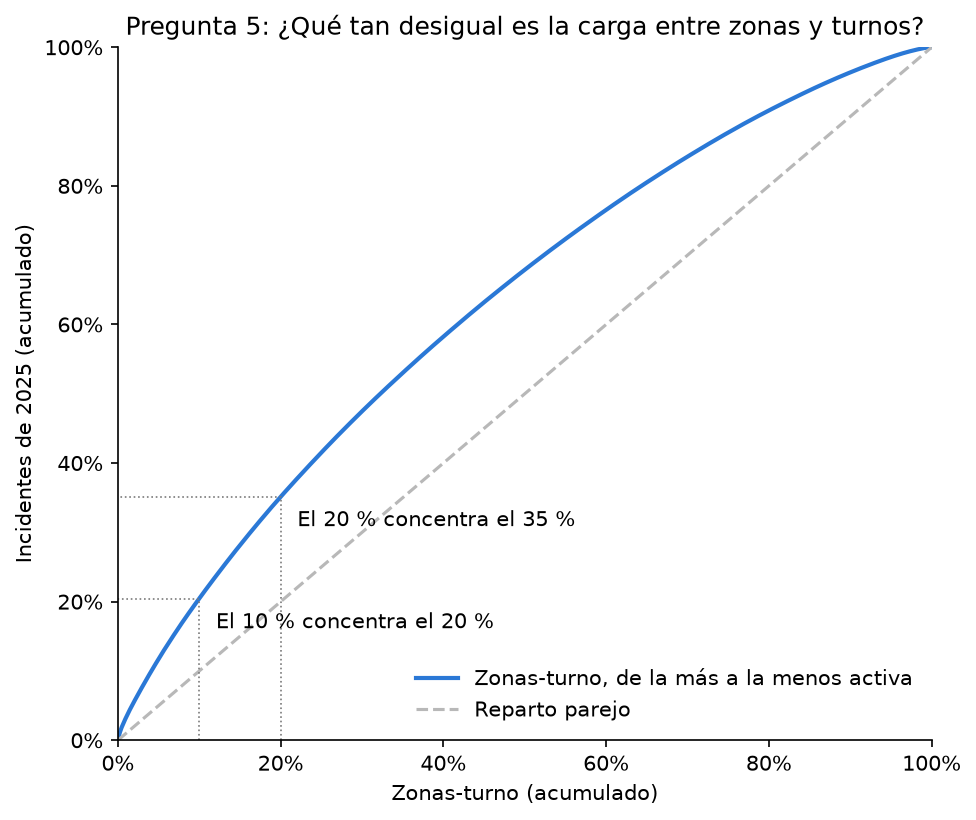 Pregunta 5: ¿Qué tan desigual es la carga entre zonas y turnos?
100%
80%
60%
40%
20%
0%
Incidentes de 2025 (acumulado)
El 20 % concentra el 35 %
El 10 % concentra el 20 %
Zonas-turno, de la más a la menos activa
Reparto parejo
0%
20%
40%
60%
80%
100%
Zonas-turno (acumulado)